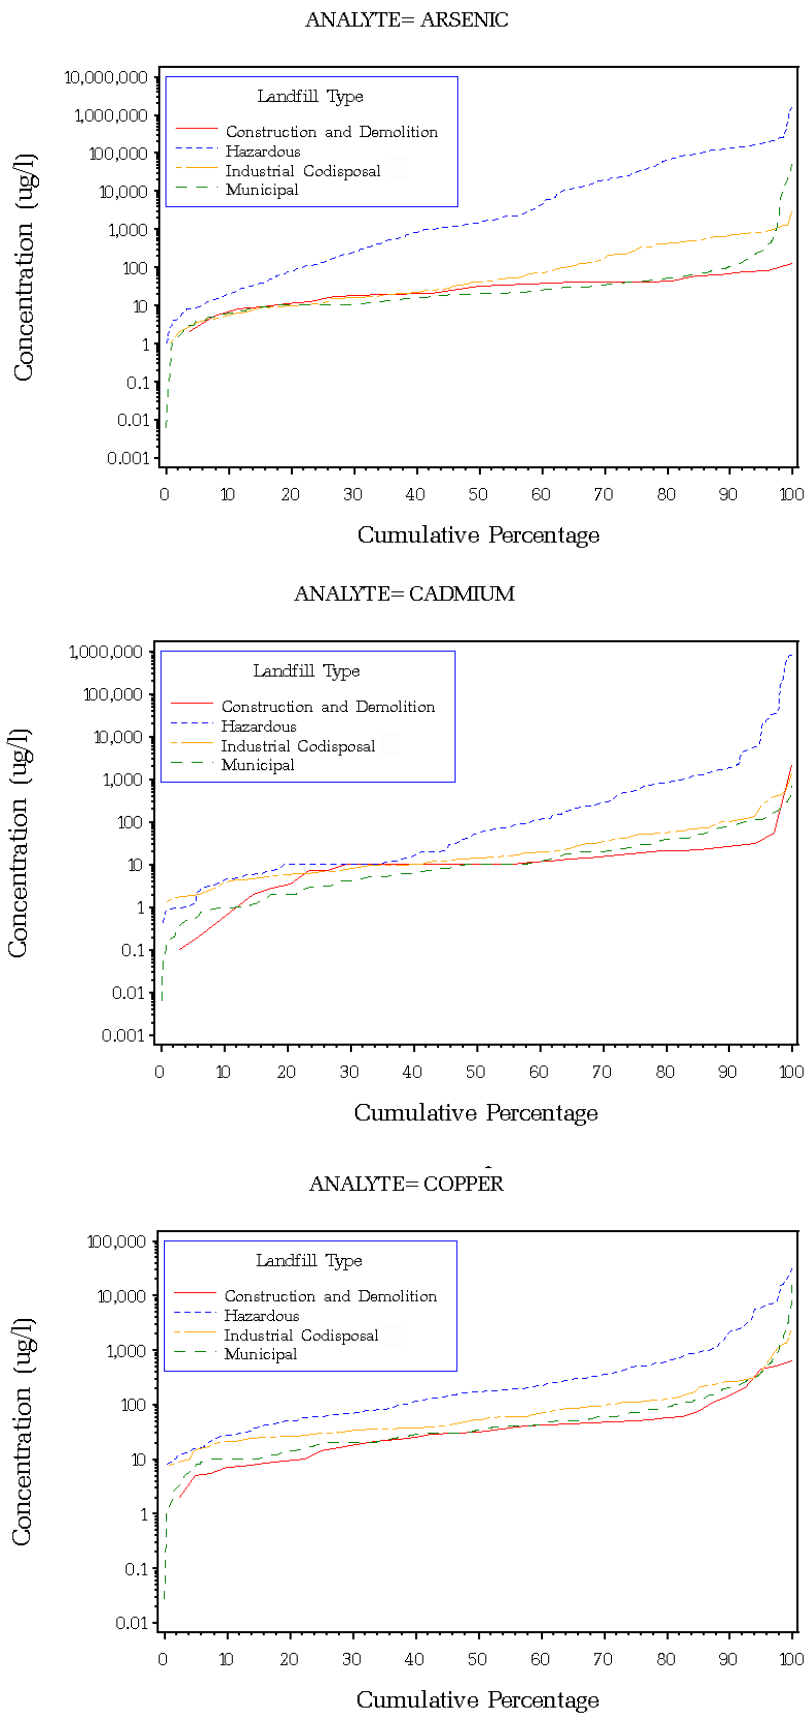 ANALYTE= ARSENIC
Concentration (ug/l)
10,000,000
1,000,000
100,000
10,000
1,000
100
10
1
0.1
0.01
0.001
Landfill Type
Construction and Demolition
Hazardous
Industrial Codisposal
Municipal
0 10 20 30 40 50 60 70 80 90 100
Cumulative Percentage
ANALYTE= CADMIUM
Concentration (ug/l)
1,000,000
100,000
10,000
1,000
100
10
1
0.1
0.01
0.001
Landfill Type
Construction and Demolition
Hazardous
Industrial Codisposal
Municipal
0 10 20 30 40 50 60 70 80 90 100
Cumulative Percentage
ANALYTE= COPPER
Concentration (ug/l)
100,000
10,000
1,000
100
10
1
0.1
0.01
Landfill Type
Construction and Demolition
Hazardous
Industrial Codisposal
Municipal
0 10 20 30 40 50 60 70 80 90 100
Cumulative Percentage